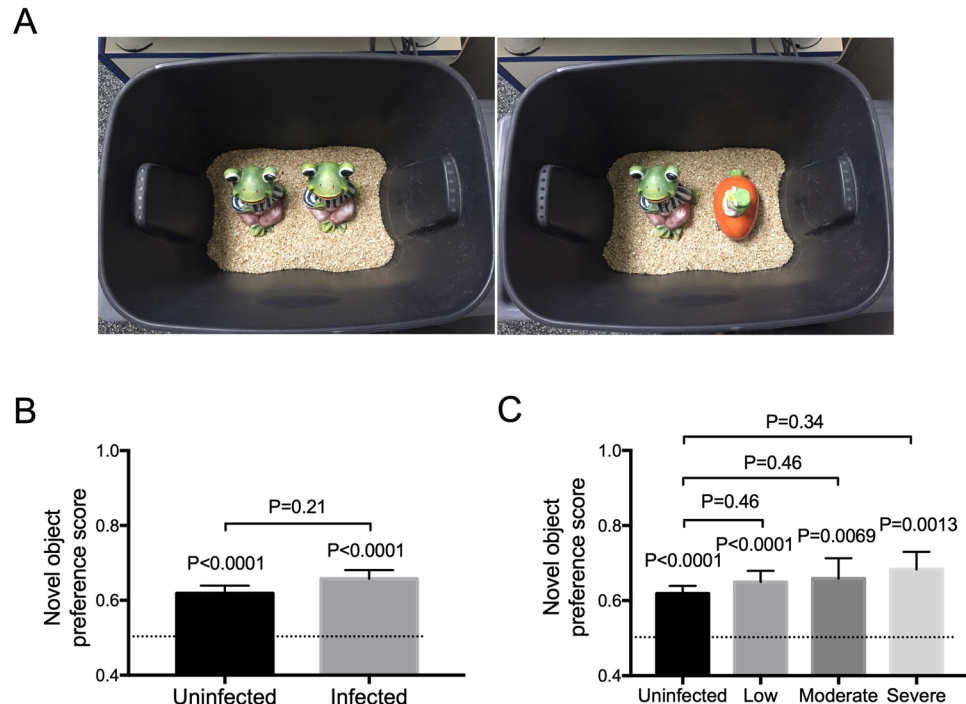 A
B
Novel object
preference score
1.0
0.8
0.6
0.4
P=0.21
P<0.0001
P<0.0001
Uninfected
Infected
C
Novel object
preference score
1.0
0.8
0.6
0.4
P=0.34
P=0.46
P=0.46
P<0.0001
P<0.0001
P=0.0069
P=0.0013
Uninfected
Low
Moderate
Severe